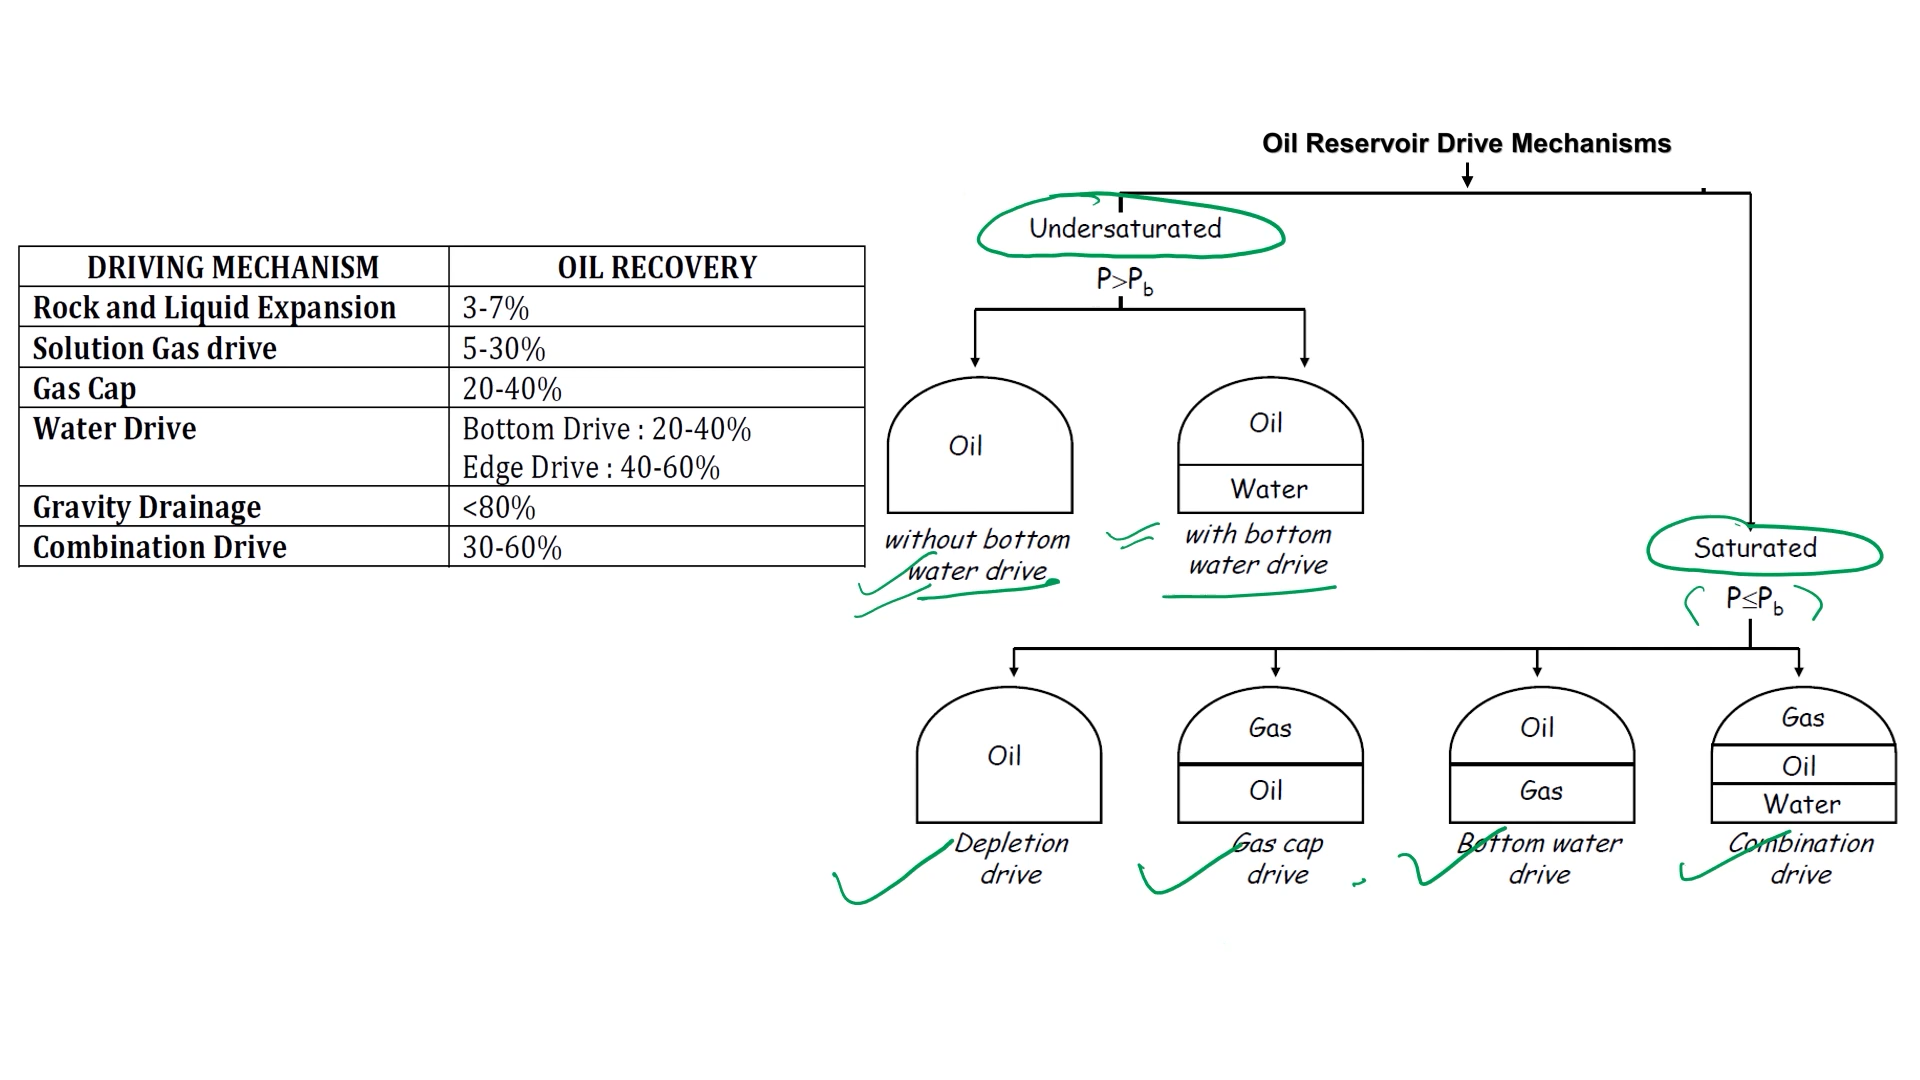 DRIVING MECHANISM OIL RECOVERY
Rock and Liquid Expansion 3-7%
Solution Gas drive 5-30%
Gas Cap 20-40%
Water Drive Bottom Drive : 20-40%
Edge Drive : 40-60%
Gravity Drainage <80%
Combination Drive 30-60%
Oil Reservoir Drive Mechanisms
Undersaturated
P>Pb
Oil
without bottom
water drive
Oil
Water
with bottom
water drive
Saturated
P≤Pb
Oil
Depletion
drive
Gas
Oil
Gas cap
drive
Oil
Gas
Bottom water
drive
Gas
Oil
Water
Combination
drive